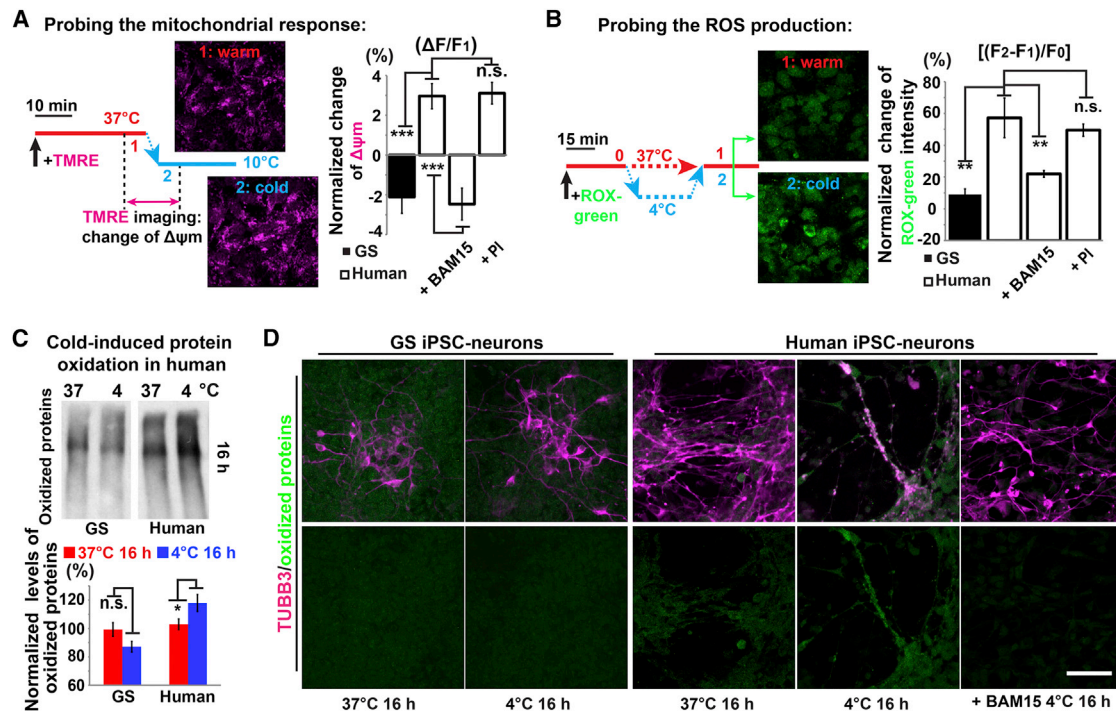 A
Probing the mitochondrial response:
10 min
37°C
1
+TMRE
2
10°C
TMRE imaging:
change of Δψm
1: warm
2: cold
(%)
(ΔF/F1)
n.s.
Normalized change
of Δψm
4
2
0
-2
-4
***
***
GS
Human
+ BAM15
+ PI
B
Probing the ROS production:
15 min
0
37°C
1
2
4°C
+ROX-
green
1: warm
2: cold
(%)
[(F2-F1)/F0]
Normalized change of
ROX-green intensity
80
60
40
20
0
-20
**
**
n.s.
GS
Human
+ BAM15
+ PI
C
Cold-induced protein
oxidation in human
37 4 37 4 °C
Oxidized proteins
16 h
GS Human
37°C 16 h 4°C 16 h
(%)
Normalized levels of
oxidized proteins
120
100
80
60
n.s.
*
GS Human
D
GS iPSC-neurons
Human iPSC-neurons
TUBB3/oxidized proteins
37°C 16 h
4°C 16 h
37°C 16 h
4°C 16 h
+ BAM15 4°C 16 h